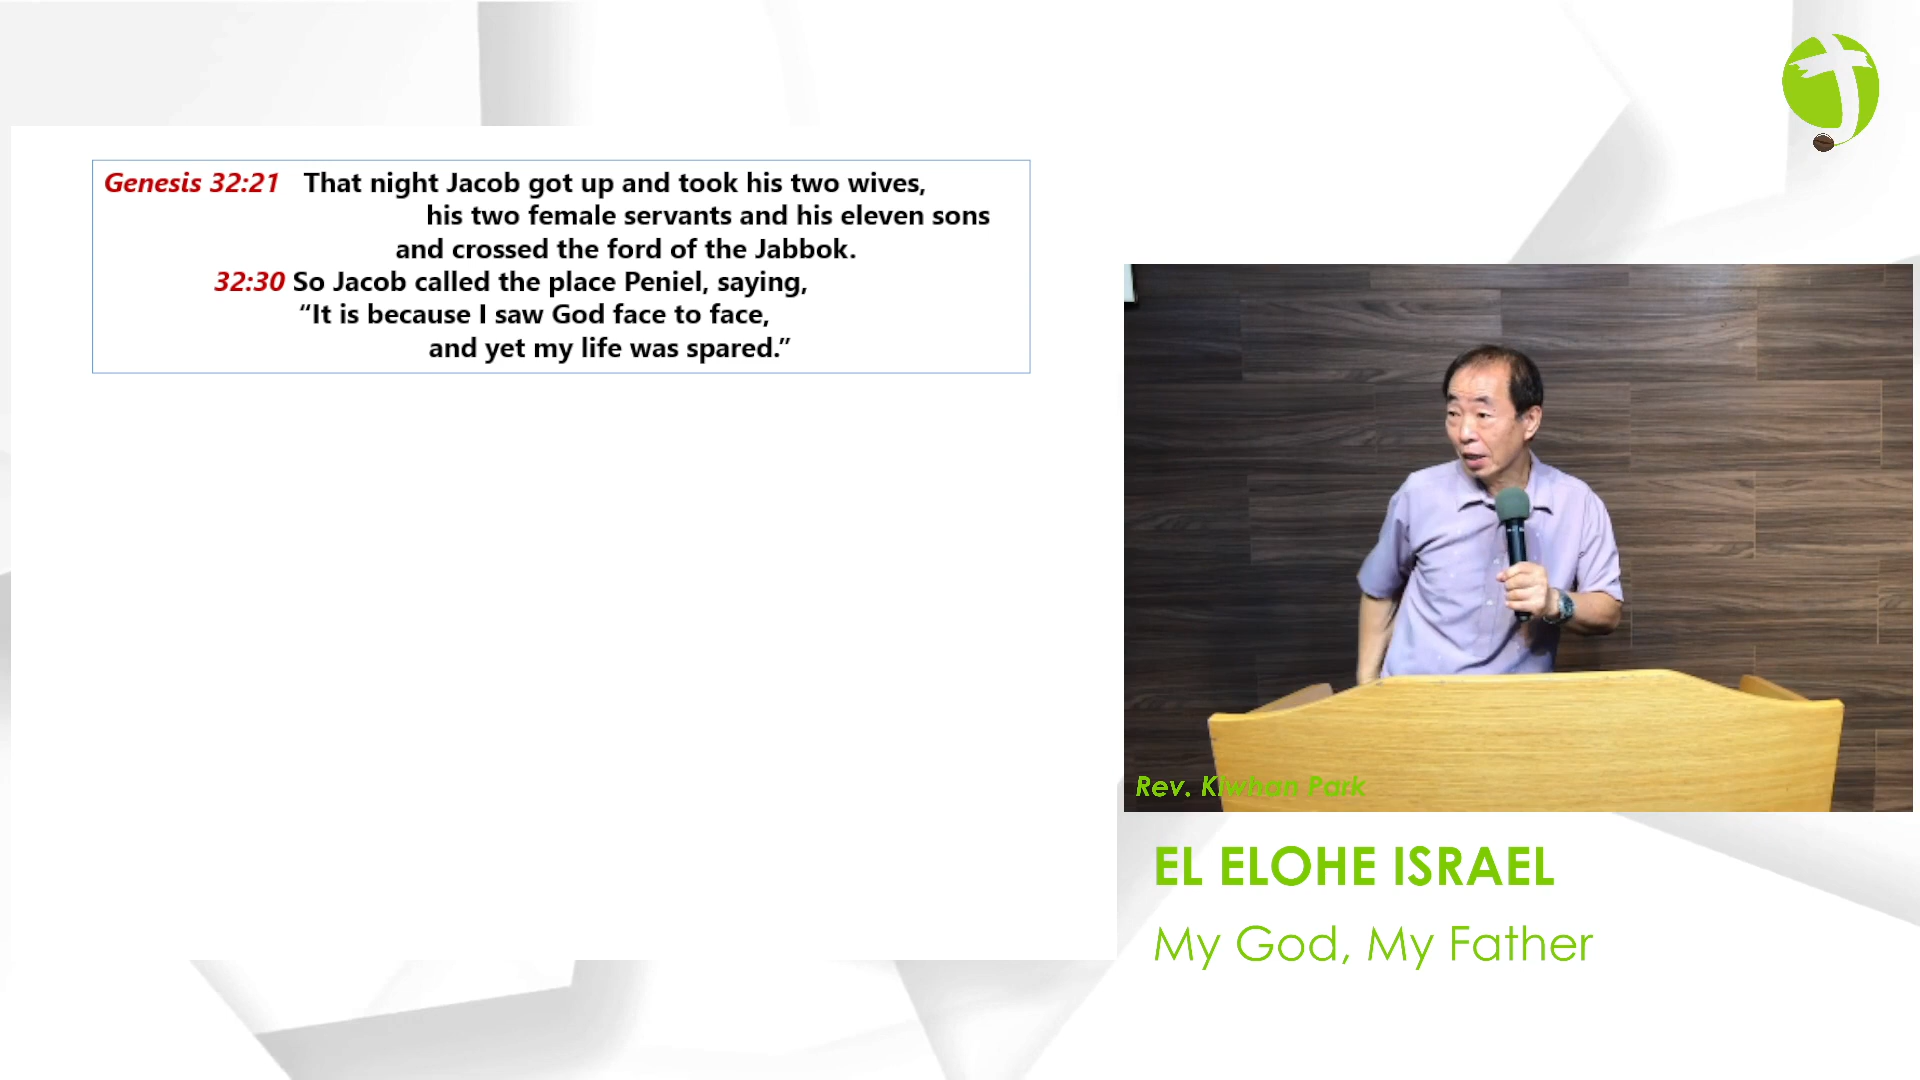 Genesis 32:21 That night Jacob got up and took his two wives,
his two female servants and his eleven sons
and crossed the ford of the Jabbok.
32:30 So Jacob called the place Peniel, saying,
“It is because I saw God face to face,
and yet my life was spared.”
Rev. Kiwhan Park
EL ELOHE ISRAEL
My God, My Father